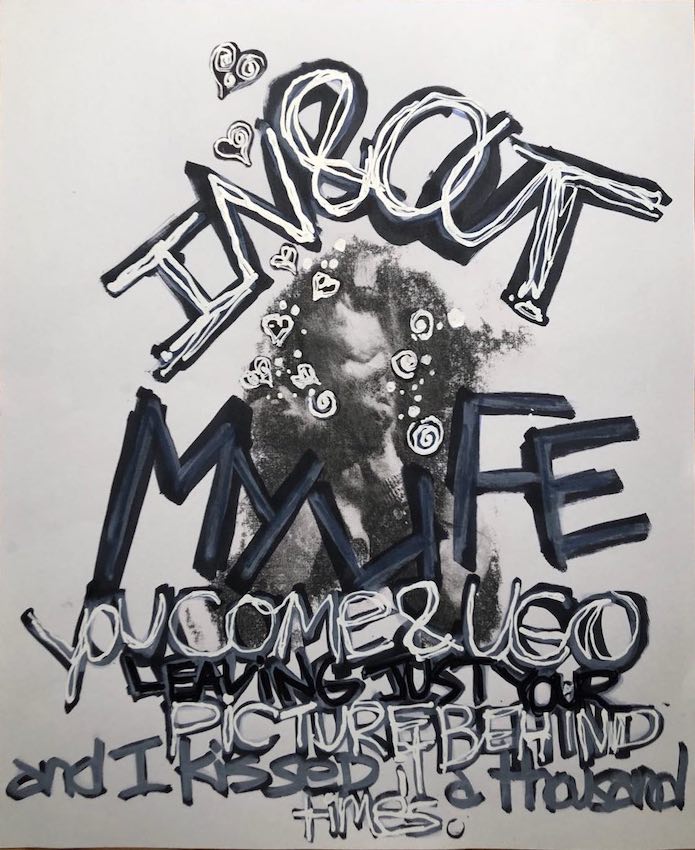 IN&OUT
MY LIFE
YOU COME & U GO
LEAVING JUST YOUR
PiCTURE BEHIND
and I kissed it a thousand
times.